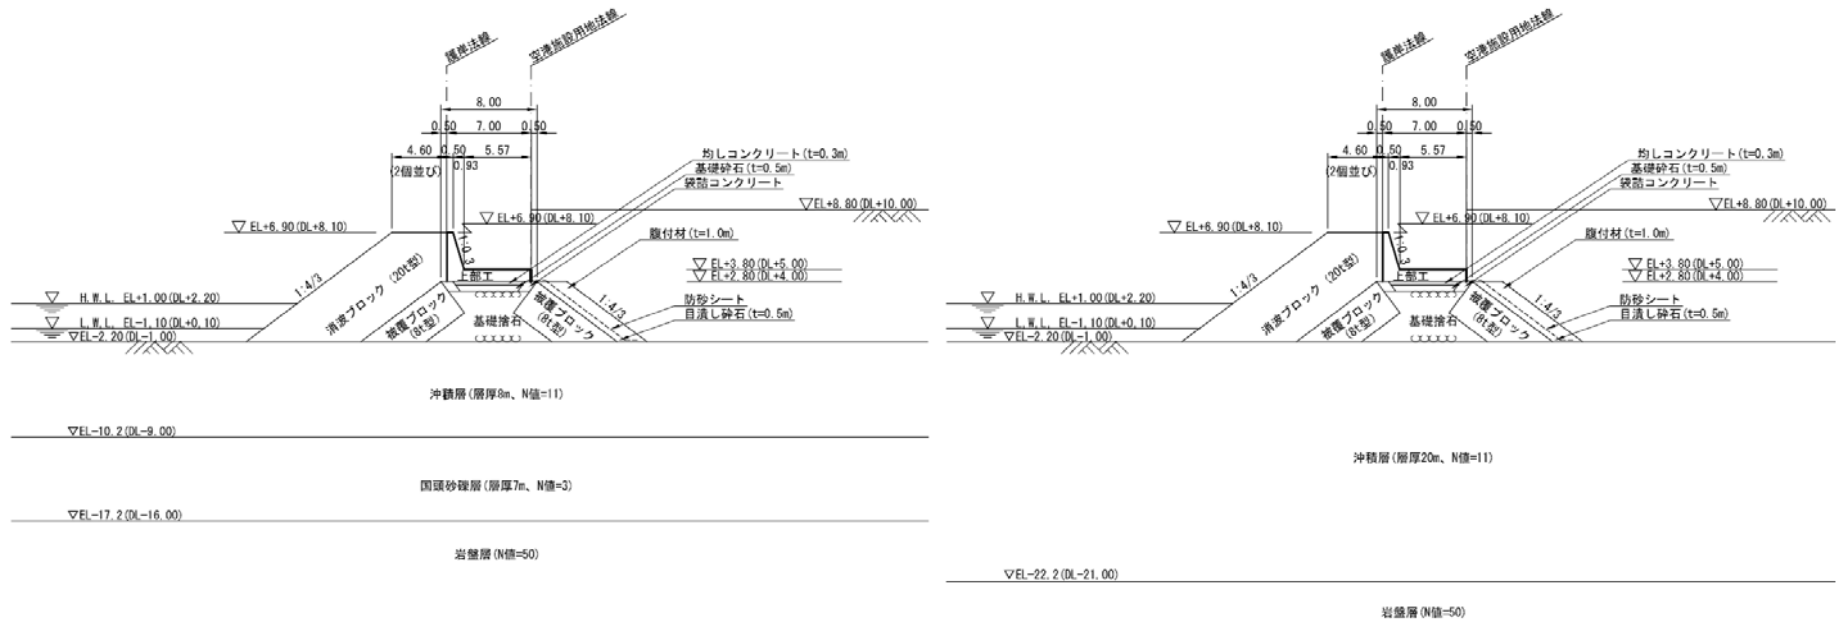 護岸法線
空港施設用地法線
8.00
0.50
7.00
0.50
4.60
0.50
5.57
(2個並び)
0.93
均しコンクリート(t=0.3m)
基礎砕石(t=0.5m)
袋詰コンクリート
▽EL+8.80(DL+10.00)
▽EL+6.90(DL+8.10)
▽EL+6.90(DL+8.10)
腹付材(t=1.0m)
1:0.3
▽EL+3.80(DL+5.00)
▽EL+2.80(DL+4.00)
上部工
1:4/3
消波ブロック(20t型)
1:4/3
防砂シート
目潰し砕石(t=0.5m)
H.W.L. EL+1.00(DL+2.20)
L.W.L. EL-1.10(DL+0.10)
▽EL-2.20(DL-1.00)
被覆ブロック
(8t型)
基礎捨石
被覆ブロック
(8t型)
沖積層(層厚8m、N値=11)
▽EL-10.2(DL-9.00)
国頭砂礫層(層厚7m、N値=3)
▽EL-17.2(DL-16.00)
岩盤層(N値=50)
護岸法線
空港施設用地法線
8.00
0.50
7.00
0.50
4.60
0.50
5.57
(2個並び)
0.93
均しコンクリート(t=0.3m)
基礎砕石(t=0.5m)
袋詰コンクリート
▽EL+8.80(DL+10.00)
▽EL+6.90(DL+8.10)
▽EL+6.90(DL+8.10)
腹付材(t=1.0m)
1:0.3
▽EL+3.80(DL+5.00)
▽EL+2.80(DL+4.00)
上部工
1:4/3
消波ブロック(20t型)
1:4/3
防砂シート
目潰し砕石(t=0.5m)
H.W.L. EL+1.00(DL+2.20)
L.W.L. EL-1.10(DL+0.10)
▽EL-2.20(DL-1.00)
被覆ブロック
(8t型)
基礎捨石
被覆ブロック
(8t型)
沖積層(層厚20m、N値=11)
▽EL-22.2(DL-21.00)
岩盤層(N値=50)